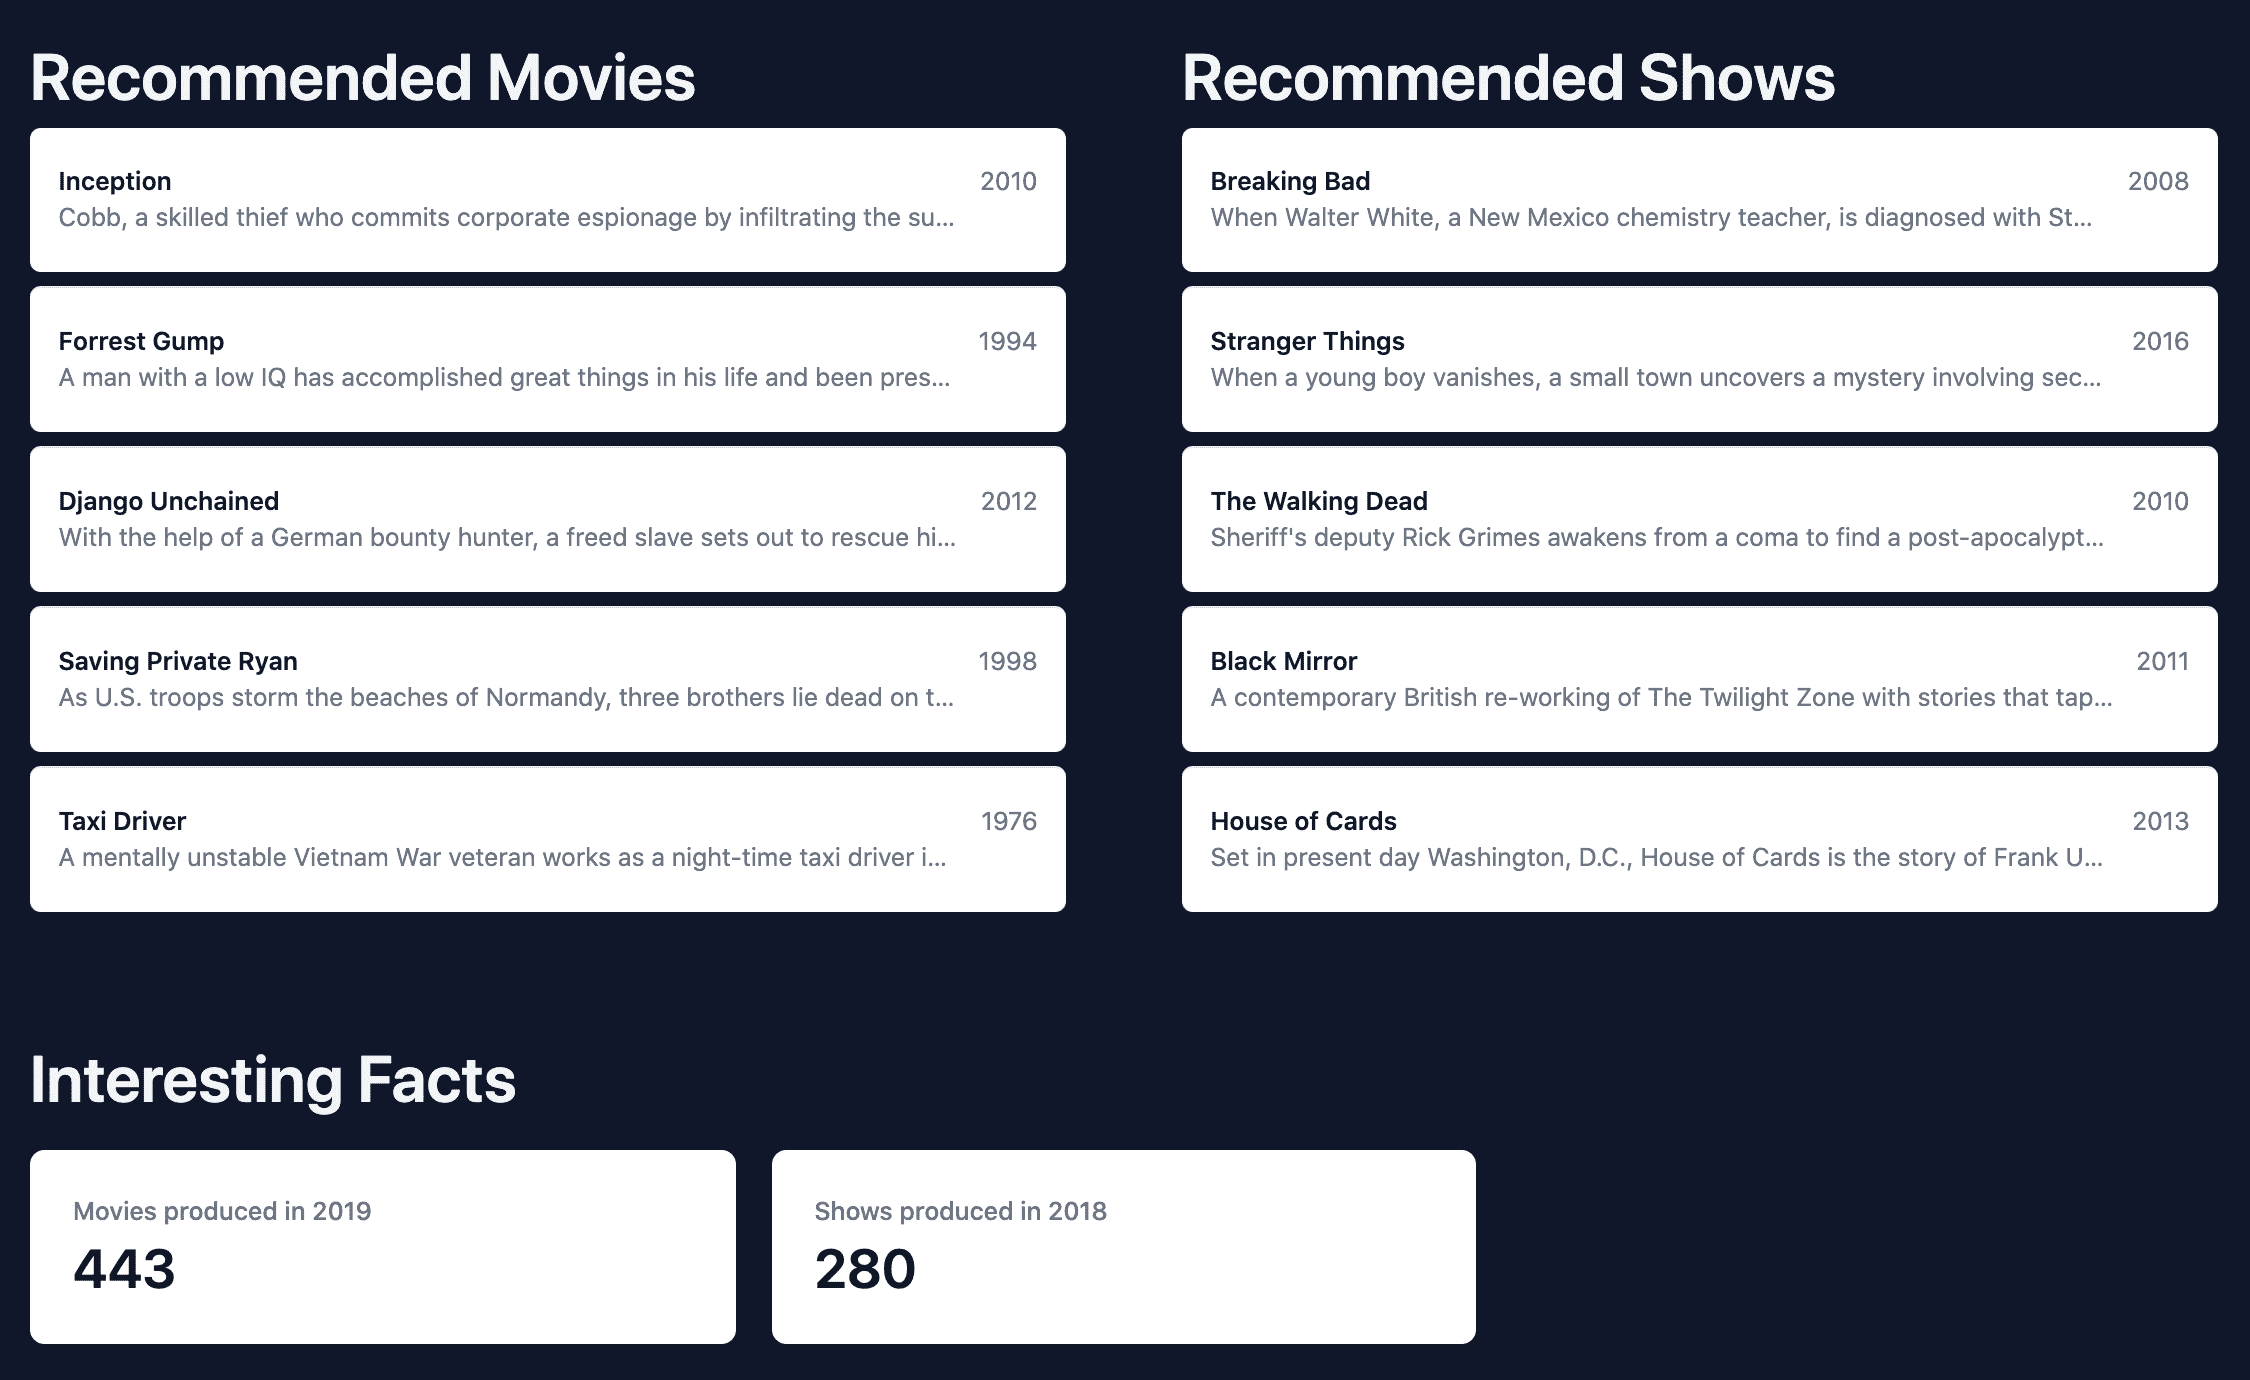 Recommended Movies
Inception 2010
Cobb, a skilled thief who commits corporate espionage by infiltrating the su...
Forrest Gump 1994
A man with a low IQ has accomplished great things in his life and been pres...
Django Unchained 2012
With the help of a German bounty hunter, a freed slave sets out to rescue hi...
Saving Private Ryan 1998
As U.S. troops storm the beaches of Normandy, three brothers lie dead on t...
Taxi Driver 1976
A mentally unstable Vietnam War veteran works as a night-time taxi driver i...
Recommended Shows
Breaking Bad 2008
When Walter White, a New Mexico chemistry teacher, is diagnosed with St...
Stranger Things 2016
When a young boy vanishes, a small town uncovers a mystery involving sec...
The Walking Dead 2010
Sheriff's deputy Rick Grimes awakens from a coma to find a post-apocalypt...
Black Mirror 2011
A contemporary British re-working of The Twilight Zone with stories that tap...
House of Cards 2013
Set in present day Washington, D.C., House of Cards is the story of Frank U...
Interesting Facts
Movies produced in 2019
443
Shows produced in 2018
280